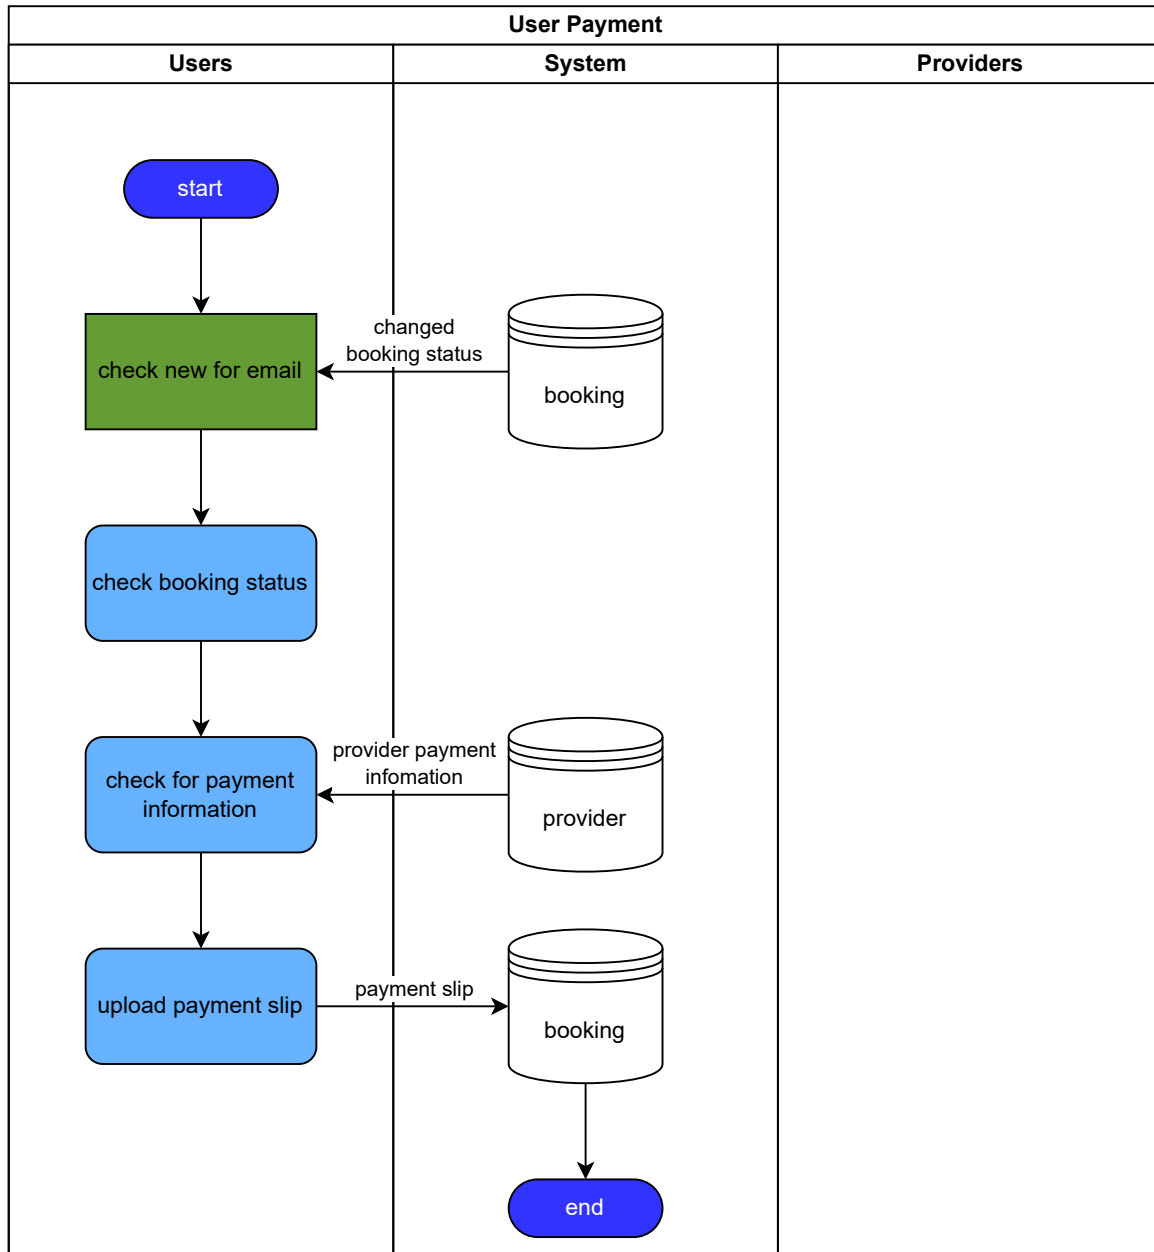 User Payment
Users
System
Providers
start
changed
booking status
check new for email
booking
check booking status
provider payment
infomation
check for payment
information
provider
payment slip
upload payment slip
booking
end